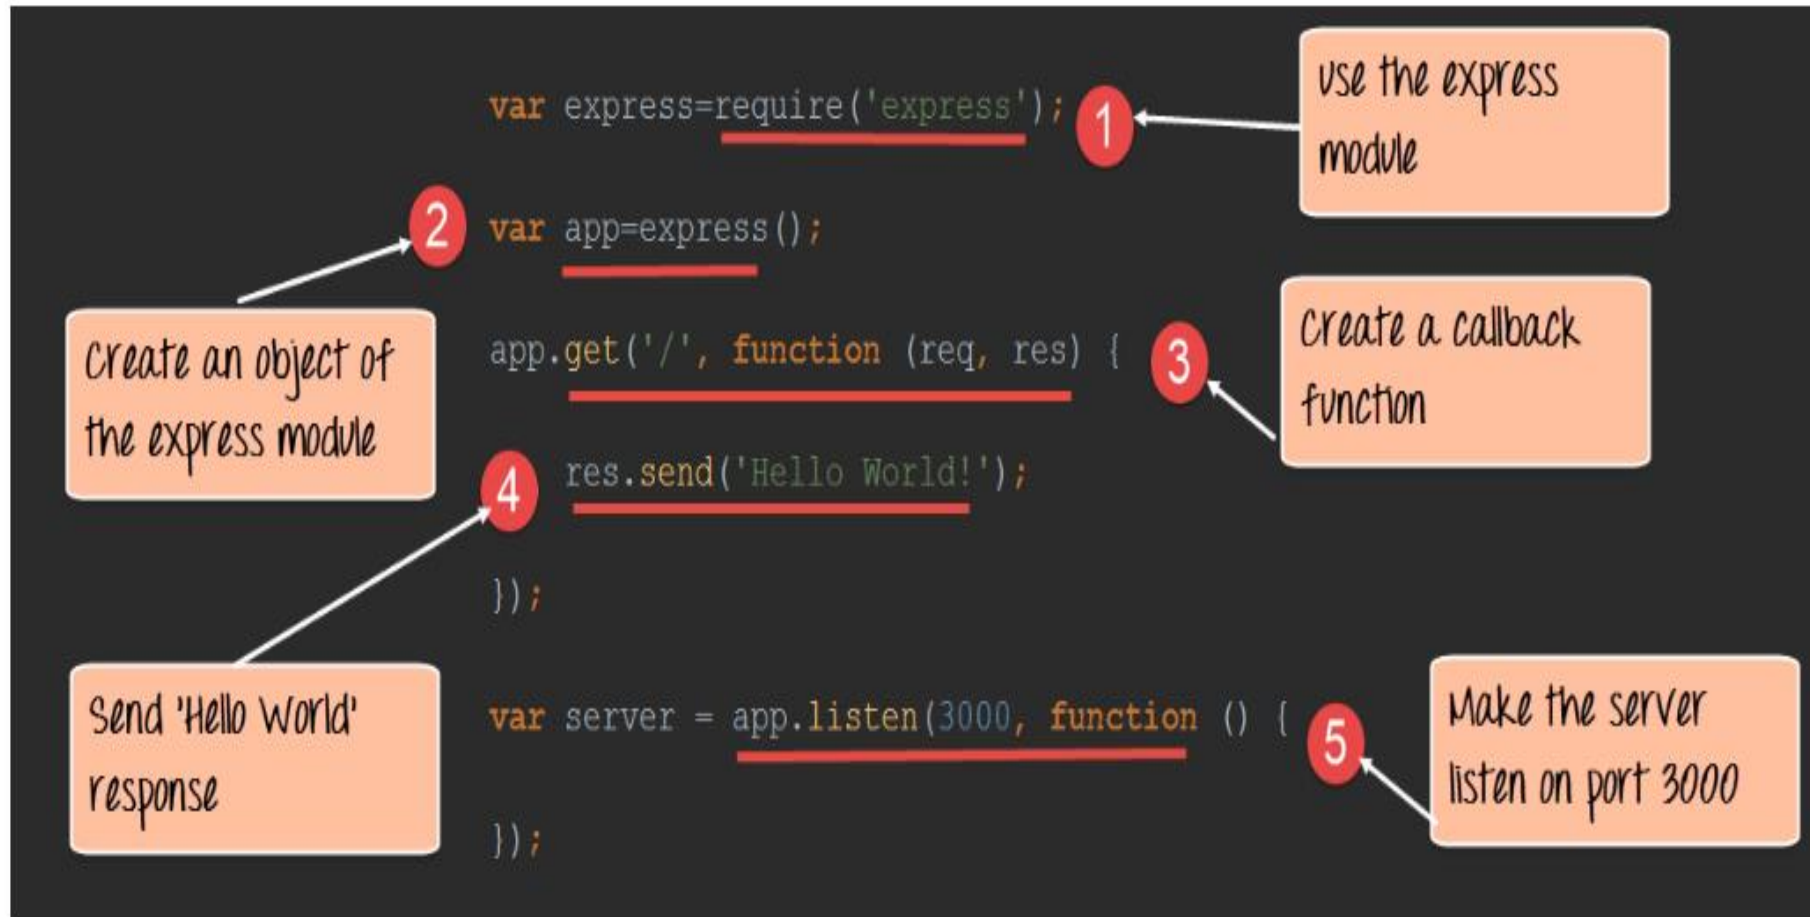 var express=require('express');
1
use the express
module
2
var app=express();
Create an object of
the express module
app.get('/', function (req, res) {
3
Create a callback
function
4
res.send('Hello World!');
});
Send 'Hello World'
response
var server = app.listen(3000, function () {
5
Make the server
listen on port 3000
});